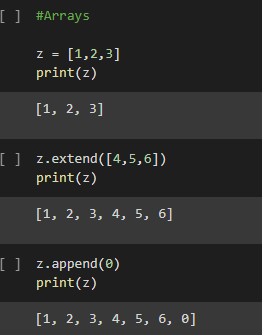 [ ] #Arrays
z = [1,2,3]
print(z)
[1, 2, 3]
[ ] z.extend([4,5,6])
print(z)
[1, 2, 3, 4, 5, 6]
[ ] z.append(0)
print(z)
[1, 2, 3, 4, 5, 6, 0]